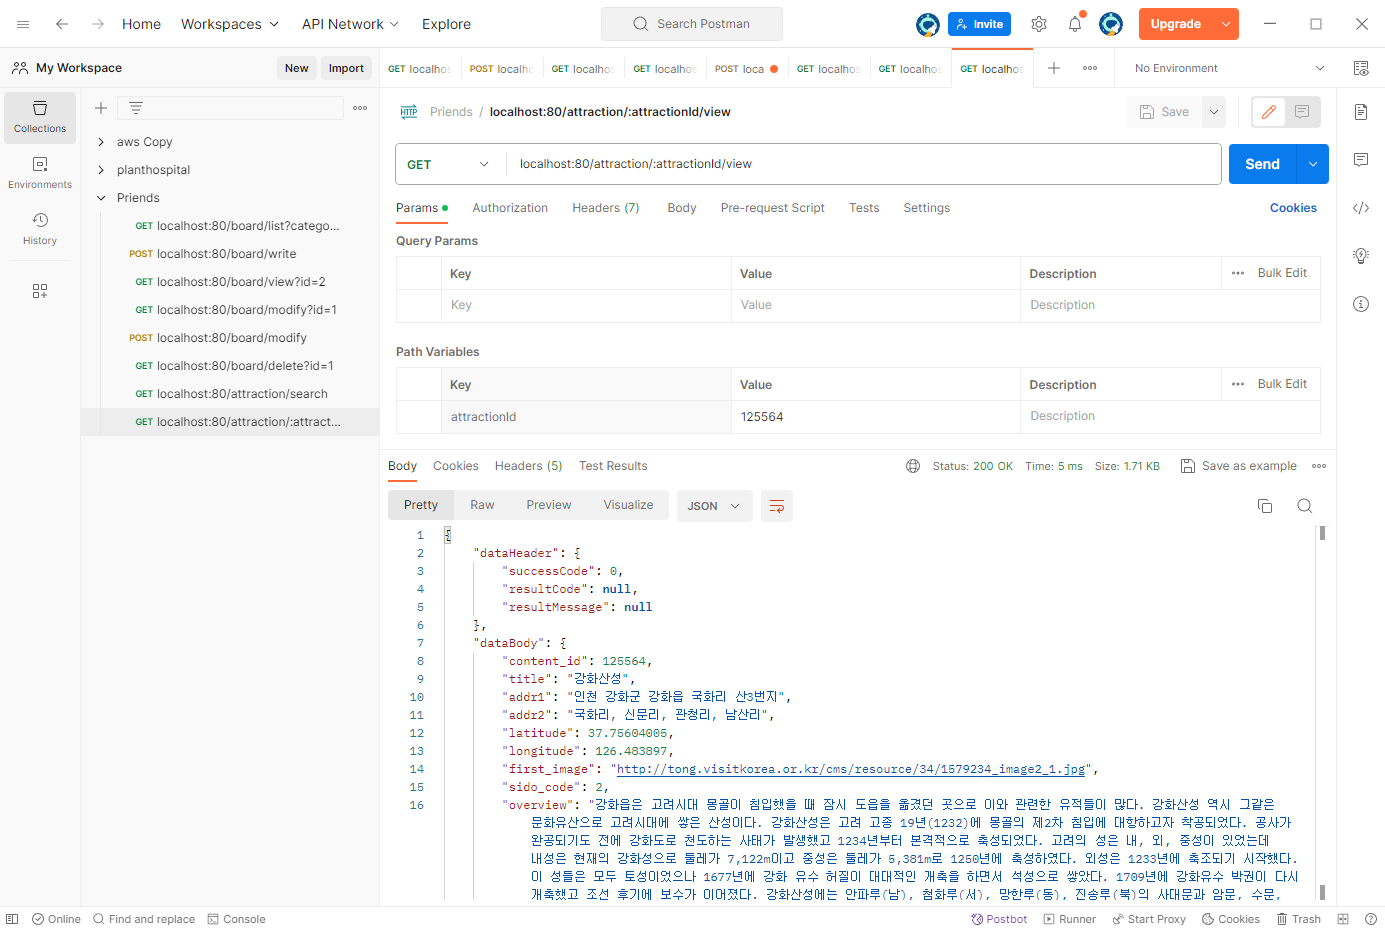 Home Workspaces API Network Explore Search Postman Invite Upgrade
My Workspace New Import
GET localhos POST localhc GET localhos GET localhos POST loca GET localhos GET localhos GET localhos No Environment
Collections
Environments
History
aws Copy
planthospital
Priends
GET localhost:80/board/list?catego...
POST localhost:80/board/write
GET localhost:80/board/view?id=2
GET localhost:80/board/modify?id=1
POST localhost:80/board/modify
GET localhost:80/board/delete?id=1
GET localhost:80/attraction/search
GET localhost:80/attraction/:attract...
HTTP Priends / localhost:80/attraction/:attractionId/view Save
GET localhost:80/attraction/:attractionId/view Send
Params Authorization Headers (7) Body Pre-request Script Tests Settings Cookies
Query Params
Key Value Description Bulk Edit
Key Value Description
Path Variables
Key Value Description Bulk Edit
attractionId 125564 Description
Body Cookies Headers (5) Test Results Status: 200 OK Time: 5 ms Size: 1.71 KB Save as example
Pretty Raw Preview Visualize JSON
1 {
2 "dataHeader": {
3 "successCode": 0,
4 "resultCode": null,
5 "resultMessage": null
6 },
7 "dataBody": {
8 "content_id": 125564,
9 "title": "강화산성",
10 "addr1": "인천 강화군 강화읍 국화리 산3번지",
11 "addr2": "국화리, 신문리, 관청리, 남산리",
12 "latitude": 37.75604005,
13 "longitude": 126.483897,
14 "first_image": "http://tong.visitkorea.or.kr/cms/resource/34/1579234_image2_1.jpg",
15 "sido_code": 2,
16 "overview": "강화읍은 고려시대 몽골이 침입했을 때 잠시 도읍을 옮겼던 곳으로 이와 관련한 유적들이 많다. 강화산성 역시 그같은
문화유산으로 고려시대에 쌓은 산성이다. 강화산성은 고려 고종 19년(1232)에 몽골의 제2차 침입에 대항하고자 착공되었다. 공사가
완공되기도 전에 강화도로 천도하는 사태가 발생했고 1234년부터 본격적으로 축성되었다. 고려의 성은 내, 외, 중성이 있었는데
내성은 현재의 강화성으로 둘레가 7,122m이고 중성은 둘레가 5,381m로 1250년에 축성하였다. 외성은 1233년에 축조되기 시작했다.
이 성들은 모두 토성이었으나 1677년에 강화 유수 허질이 대대적인 개축을 하면서 석성으로 쌓았다. 1709년에 강화유수 박권이 다시
개축했고 조선 후기에 보수가 이어졌다. 강화산성에는 안파루(남), 첨화루(서), 망한루(동), 진송루(북)의 사대문과 암문, 수문,
Online Find and replace Console Postbot Runner Start Proxy Cookies Trash